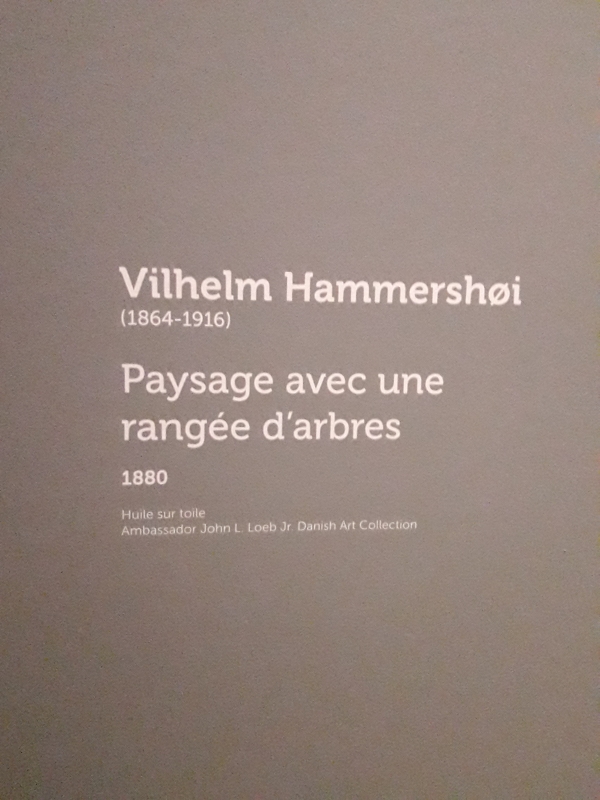 Vilhelm Hammershøi
(1864-1916)
Paysage avec une
rangée d'arbres
1880
Huile sur toile
Ambassador John L. Loeb Jr. Danish Art Collection